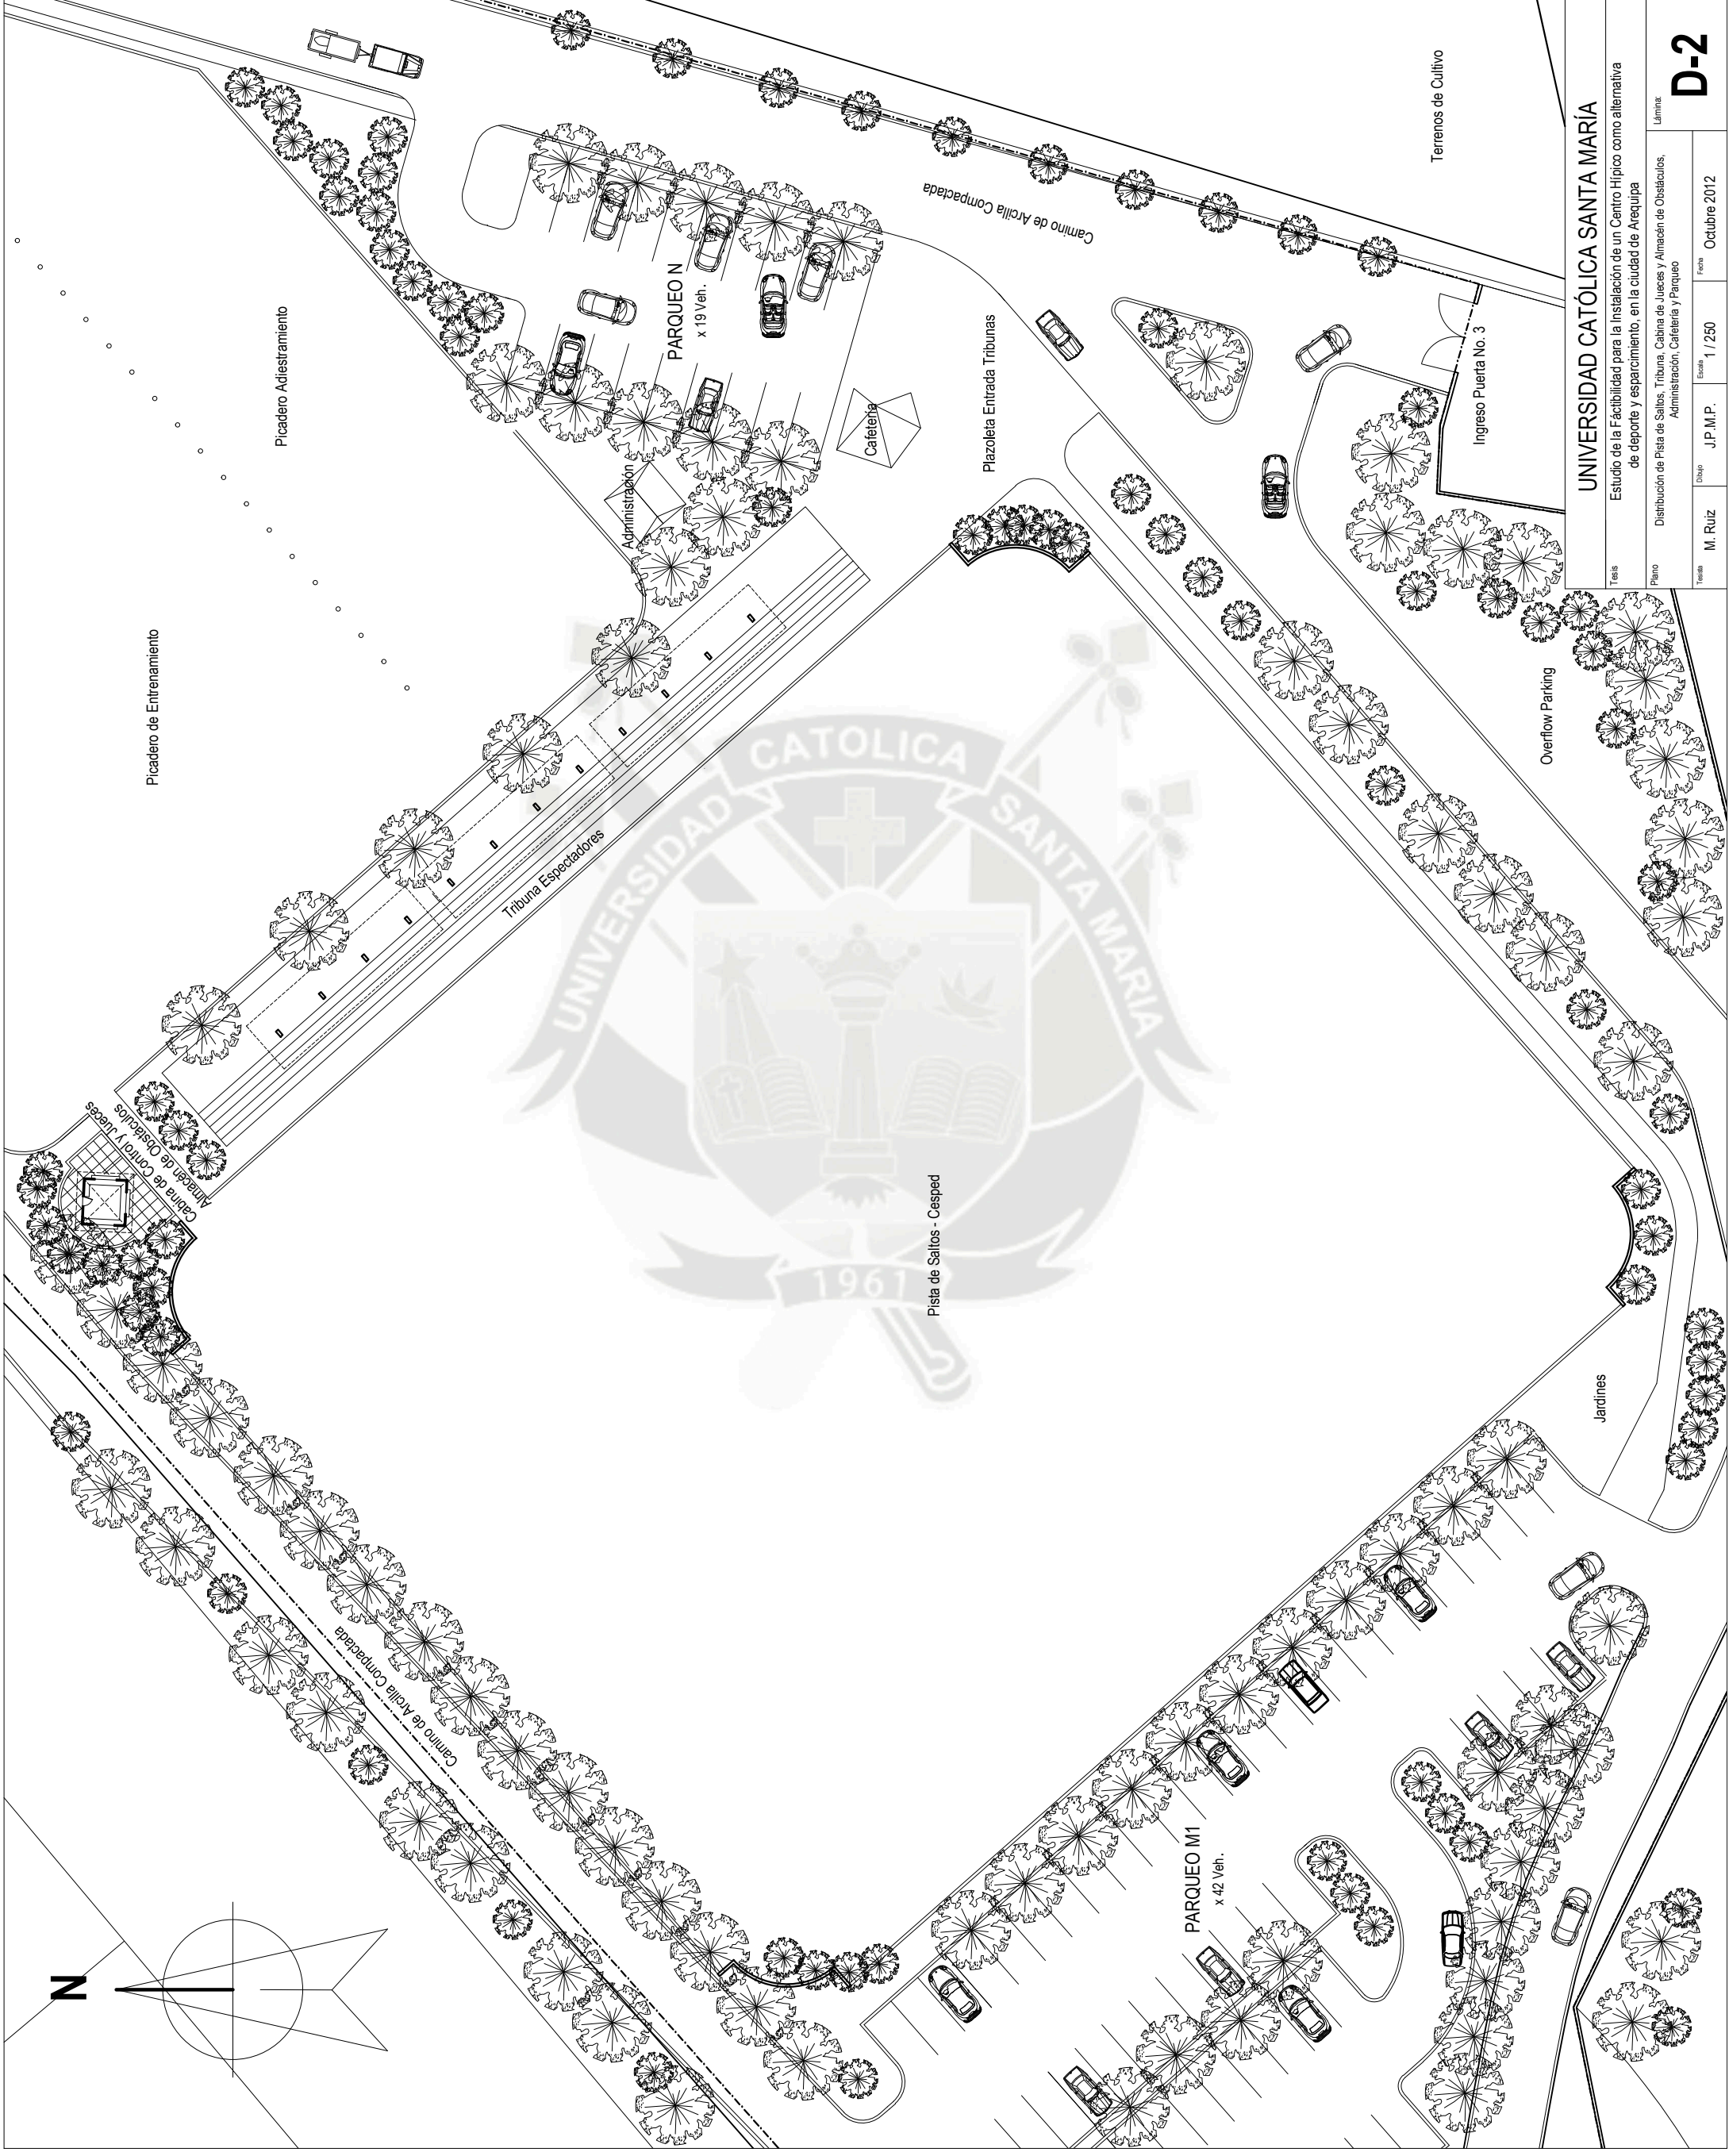 UNIVERSIDAD CATÓLICA SANTA MARÍA
Tesis
Estudio de la Factibilidad para la Instalación de un Centro Hípico como alternativa
de deporte y esparcimiento, en la ciudad de Arequipa
Plano
Distribución de Pista de Saltos, Tribuna, Cabina de Jueces y Almacén de Obstáculos,
Administración, Cafetería y Parqueo
Lámina:
D-2
Tesista
M. Ruiz
Dibujo
J.P.M.P.
Escala
1 / 250
Fecha
Octubre 2012
N
Picadero de Entrenamiento
Picadero Adiestramiento
Administración
PARQUEO N
x 19 Veh.
Cafetería
Plazoleta Entrada Tribunas
Camino de Arcilla Compactada
Terrenos de Cultivo
Ingreso Puerta No. 3
Overflow Parking
Tribuna Espectadores
Cabina de Control y Jueces
Almacén de Obstáculos
Pista de Saltos - Cesped
Camino de Arcilla Compactada
Jardines
PARQUEO M1
x 42 Veh.
UNIVERSIDAD CATOLICA SANTA MARIA
1961